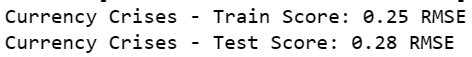 Currency Crises - Train Score: 0.25 RMSE
Currency Crises - Test Score: 0.28 RMSE